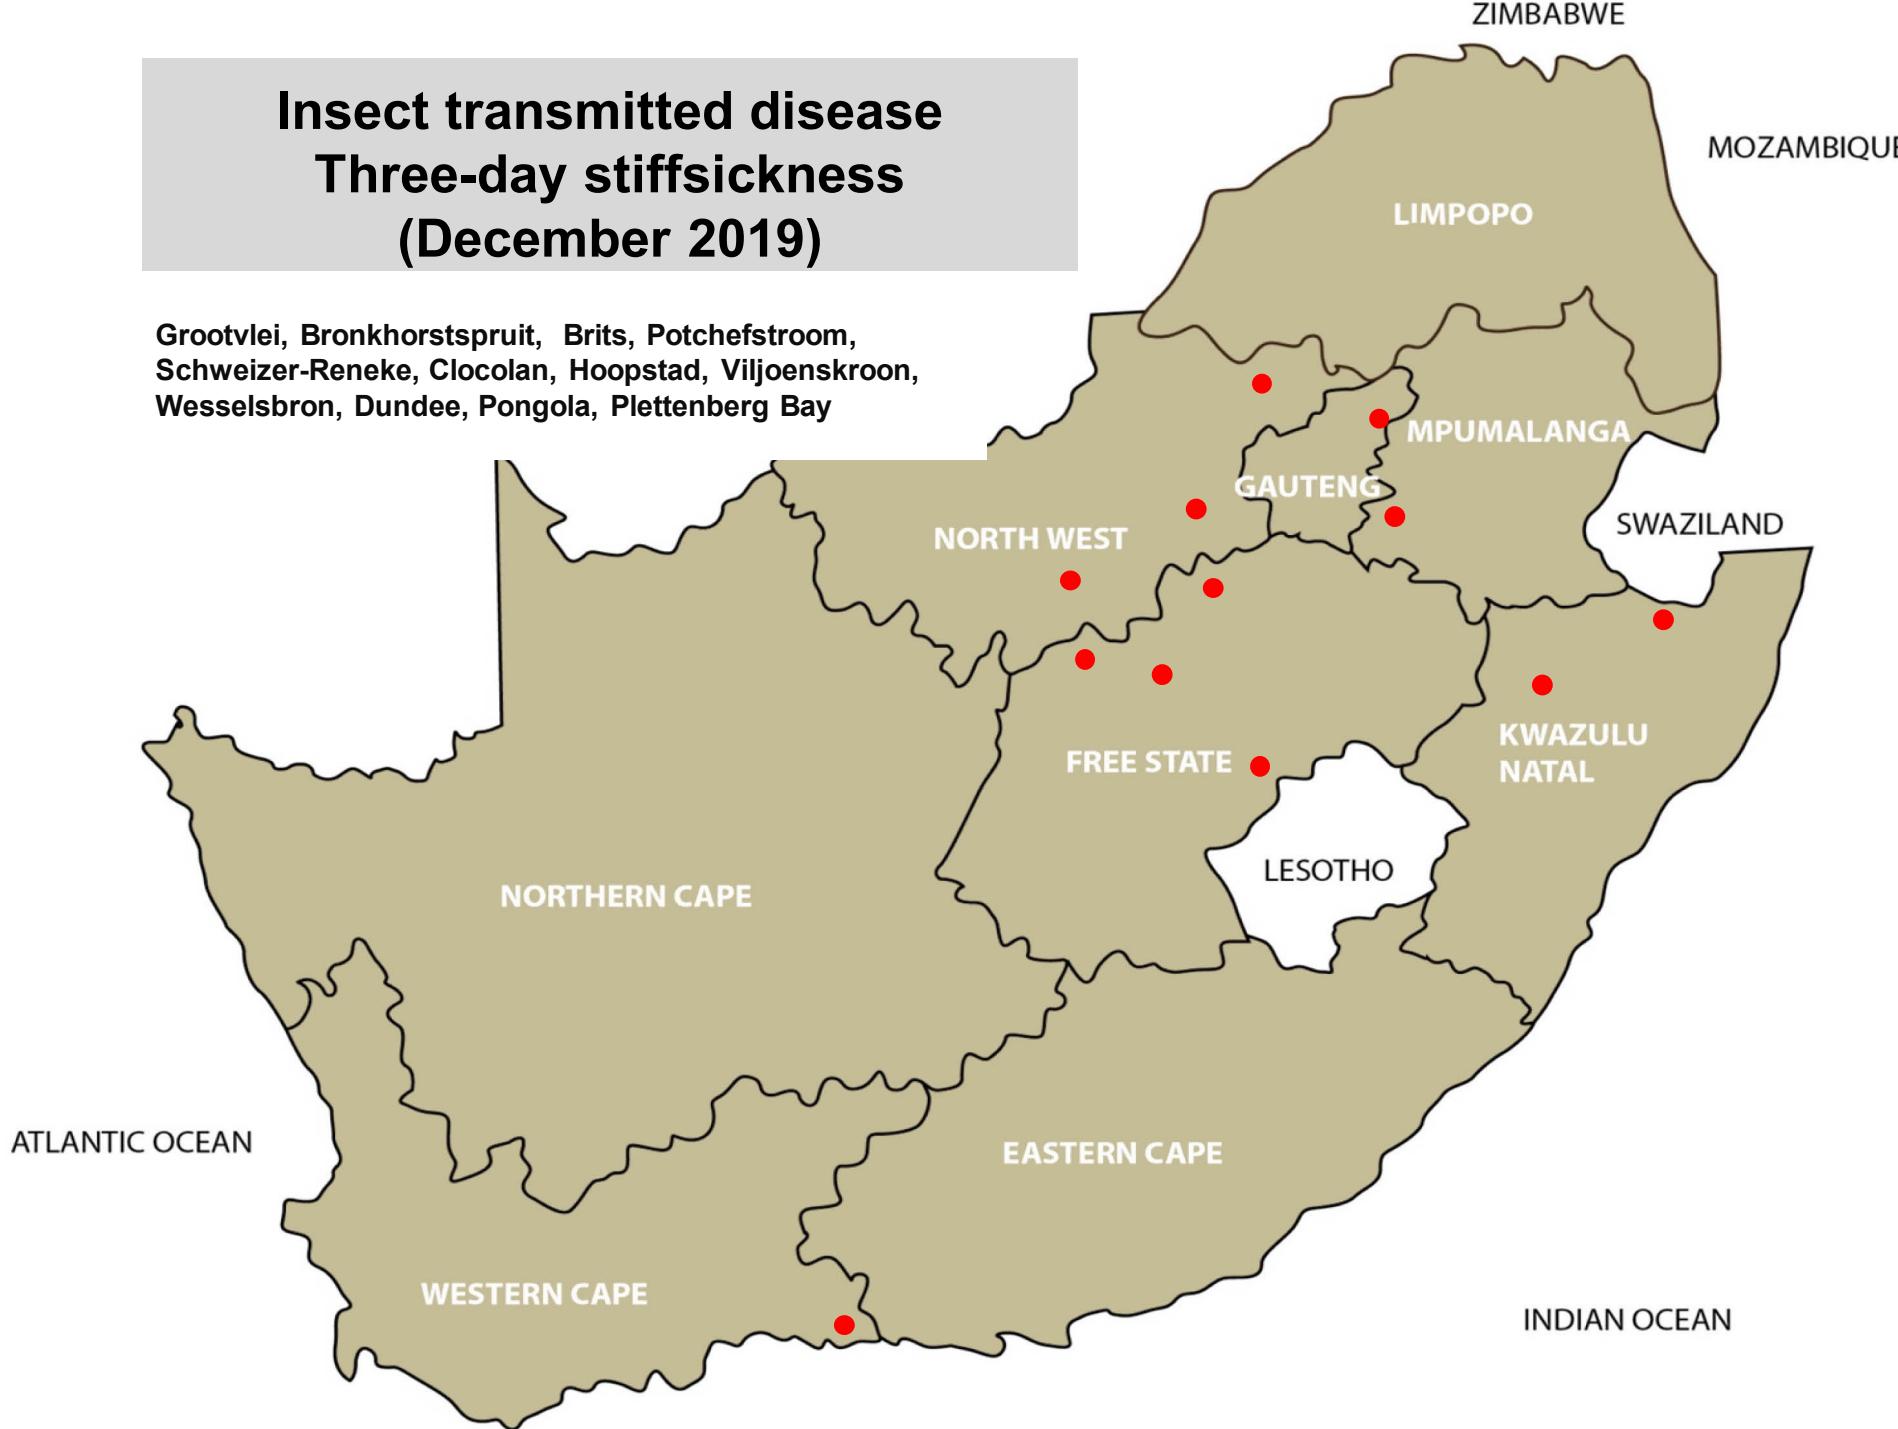 ZIMBABWE
Insect transmitted disease
Three-day stiffsickness
(December 2019)
MOZAMBIQUE
LIMPOPO
Grootvlei, Bronkhorstspruit, Brits, Potchefstroom,
Schweizer-Reneke, Clocolan, Hoopstad, Viljoenskroon,
Wesselsbron, Dundee, Pongola, Plettenberg Bay
MPUMALANGA
GAUTENG
SWAZILAND
NORTH WEST
KWAZULU
NATAL
FREE STATE
LESOTHO
NORTHERN CAPE
ATLANTIC OCEAN
EASTERN CAPE
WESTERN CAPE
INDIAN OCEAN